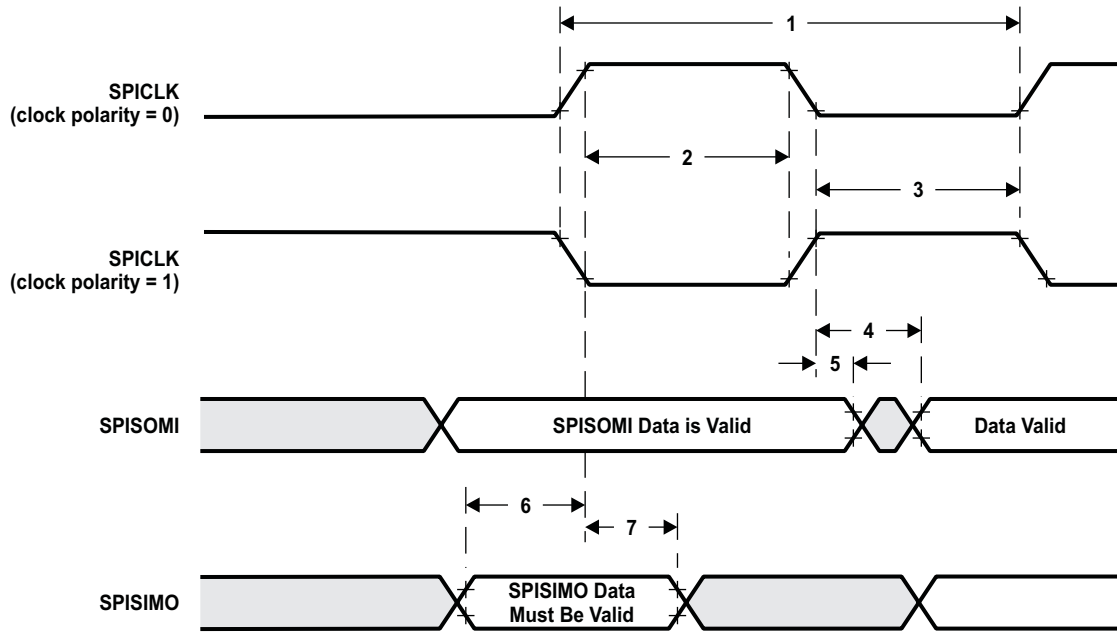 1
SPICLK
(clock polarity = 0)
2
3
SPICLK
(clock polarity = 1)
4
5
SPISOMI
SPISOMI Data is Valid
Data Valid
6
7
SPISIMO
SPISIMO Data
Must Be Valid